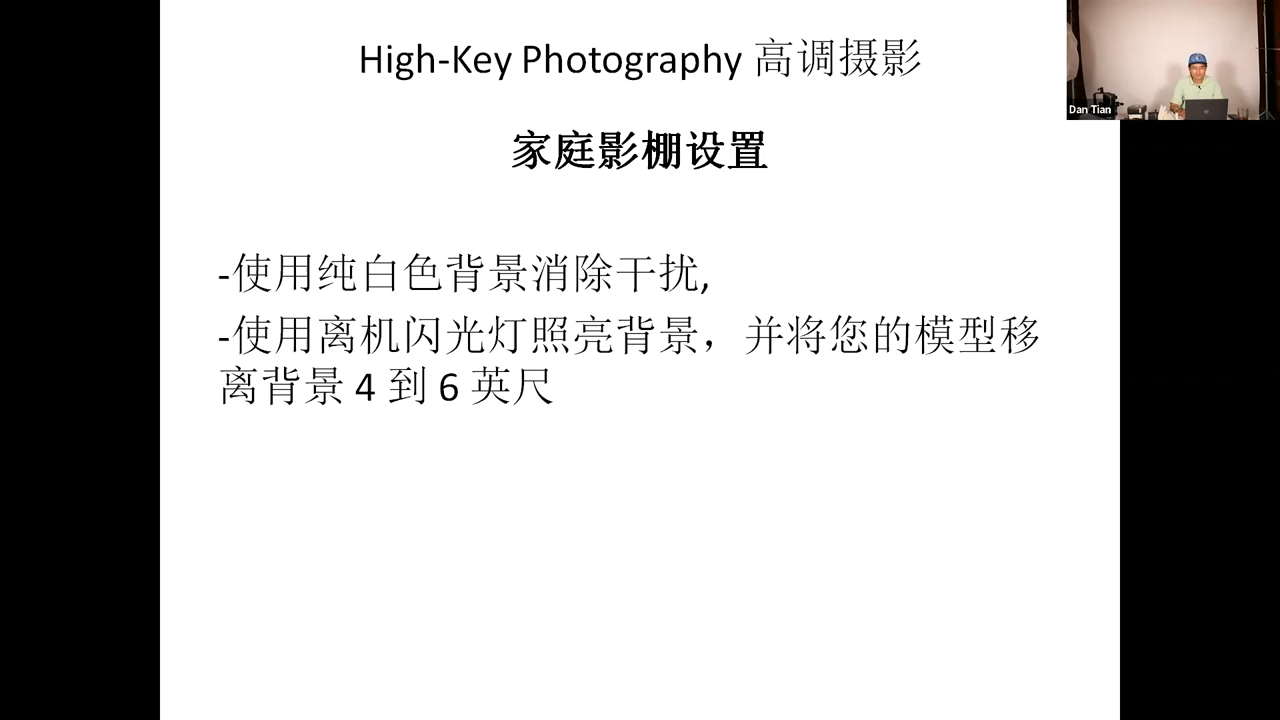 High-Key Photography 高调摄影
Dan Tian
家庭影棚设置
-使用纯白色背景消除干扰,
-使用离机闪光灯照亮背景，并将您的模型移
离背景 4 到 6 英尺